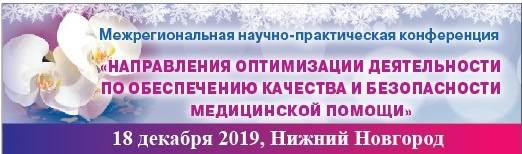 Межрегиональная научно-практическая конференция
«НАПРАВЛЕНИЯ ОПТИМИЗАЦИИ ДЕЯТЕЛЬНОСТИ
ПО ОБЕСПЕЧЕНИЮ КАЧЕСТВА И БЕЗОПАСНОСТИ
МЕДИЦИНСКОЙ ПОМОЩИ»
18 декабря 2019, Нижний Новгород